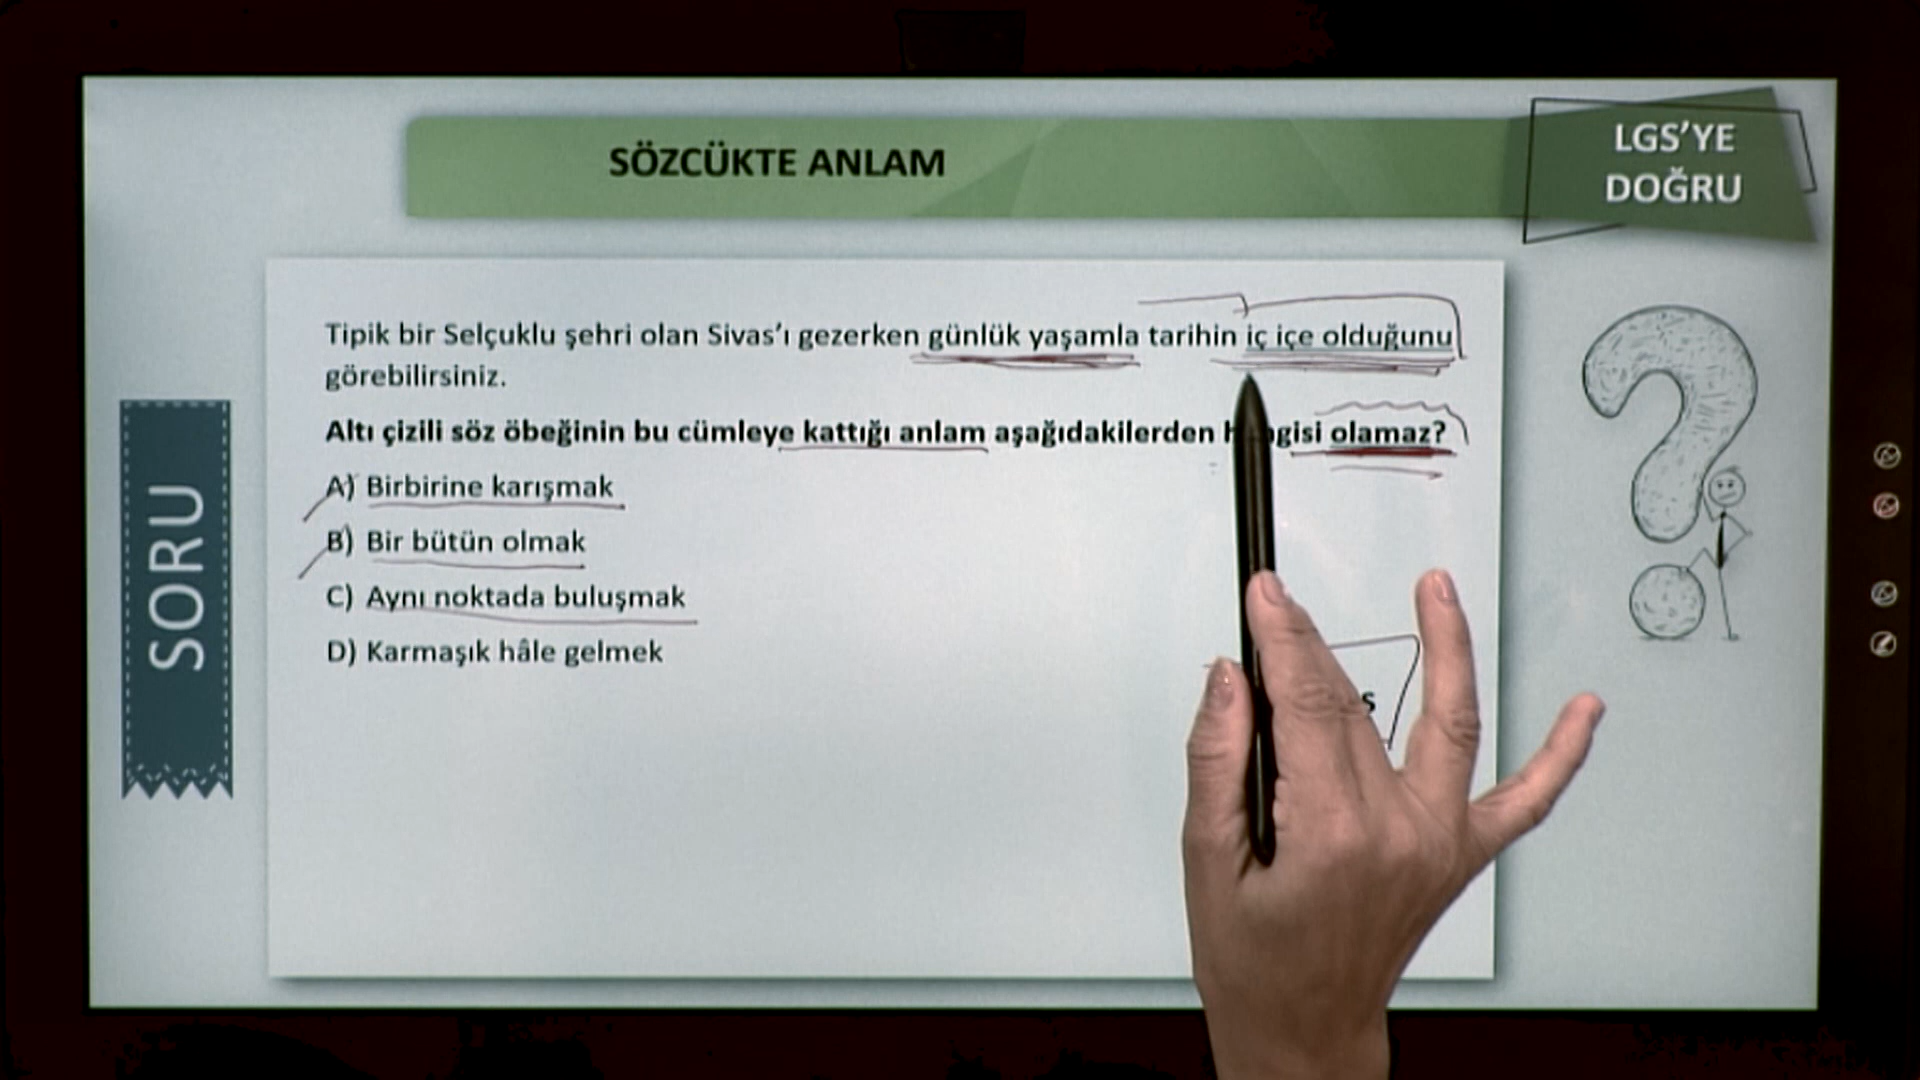 SÖZCÜKTE ANLAM
LGS'YE
DOĞRU
SORU
Tipik bir Selçuklu şehri olan Sivas'ı gezerken günlük yaşamla tarihin iç içe olduğunu
görebilirsiniz.
Altı çizili söz öbeğinin bu cümleye kattığı anlam aşağıdakilerden olamaz?
A) Birbirine karışmak
B) Bir bütün olmak
C) Aynı noktada buluşmak
D) Karmaşık hâle gelmek